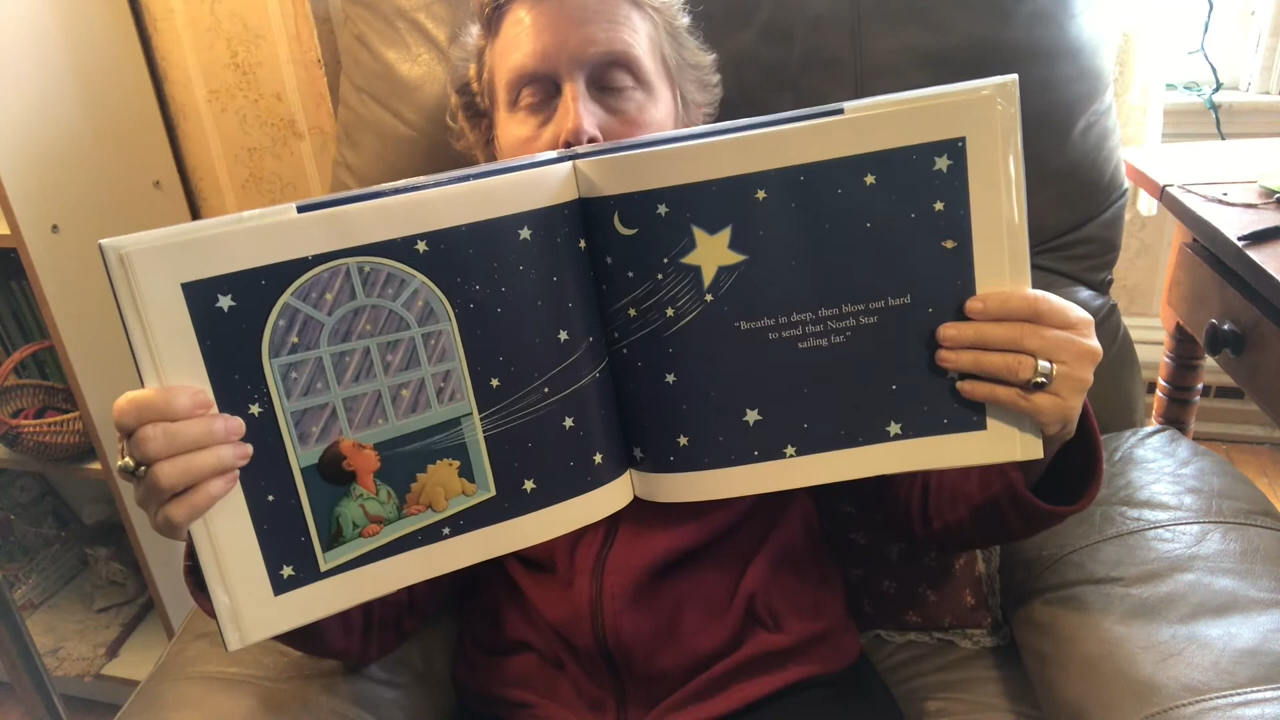 “Breathe in deep, then blow out hard
to send that North Star
sailing far.”